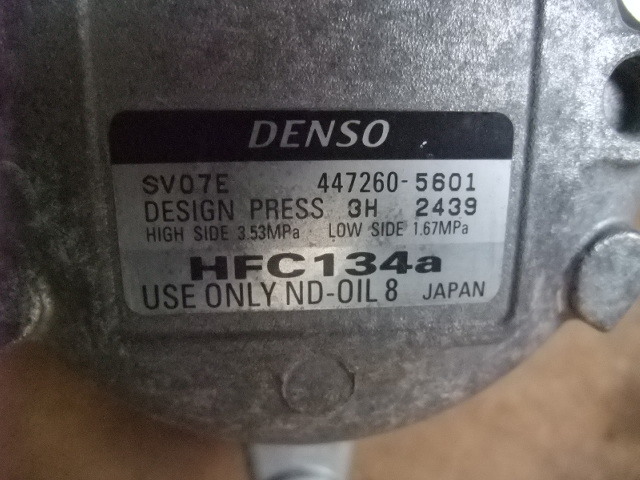 DENSO
SV07E 447260-5601
DESIGN PRESS 3H 2439
HIGH SIDE 3.53MPa LOW SIDE 1.67MPa
HFC134a
USE ONLY ND-OIL 8 JAPAN